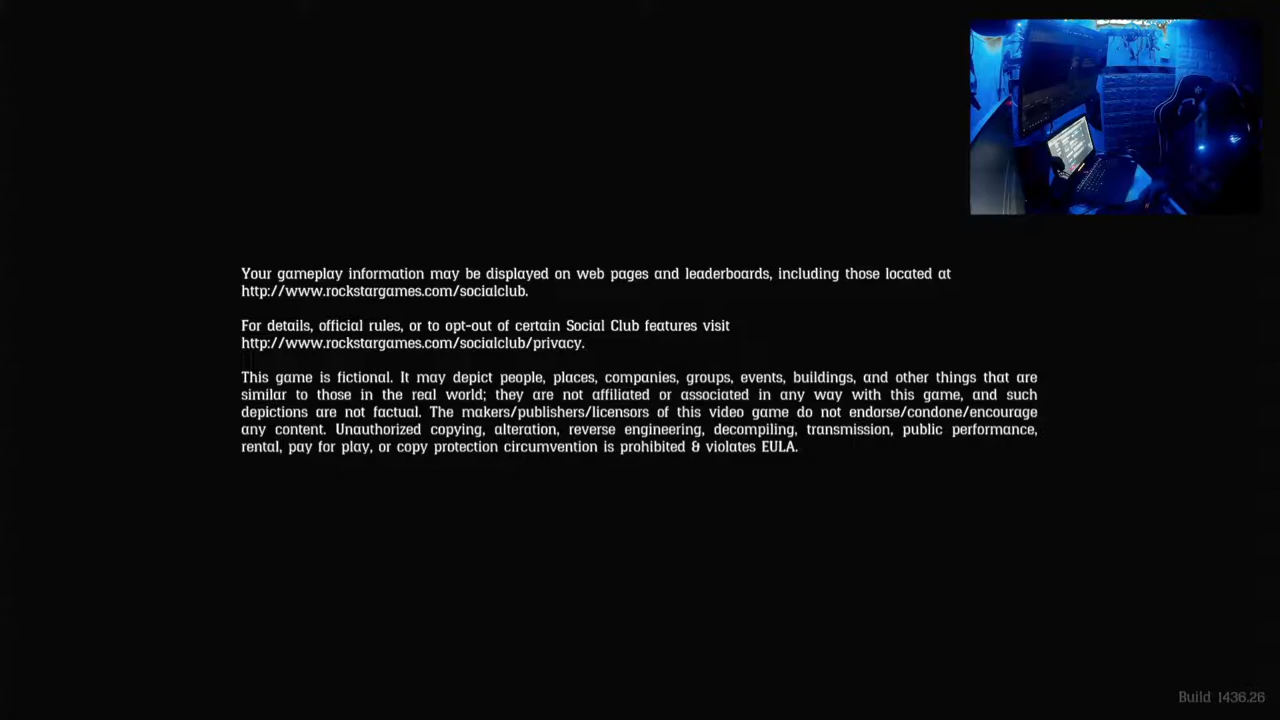 Your gameplay information may be displayed on web pages and leaderboards, including those located at
http://www.rockstargames.com/socialclub.
For details, official rules, or to opt-out of certain Social Club features visit
http://www.rockstargames.com/socialclub/privacy.
This game is fictional. It may depict people, places, companies, groups, events, buildings, and other things that are
similar to those in the real world; they are not affiliated or associated in any way with this game, and such
depictions are not factual. The makers/publishers/licensors of this video game do not endorse/condone/encourage
any content. Unauthorized copying, alteration, reverse engineering, decompiling, transmission, public performance,
rental, pay for play, or copy protection circumvention is prohibited & violates EULA.
Build 1436.26